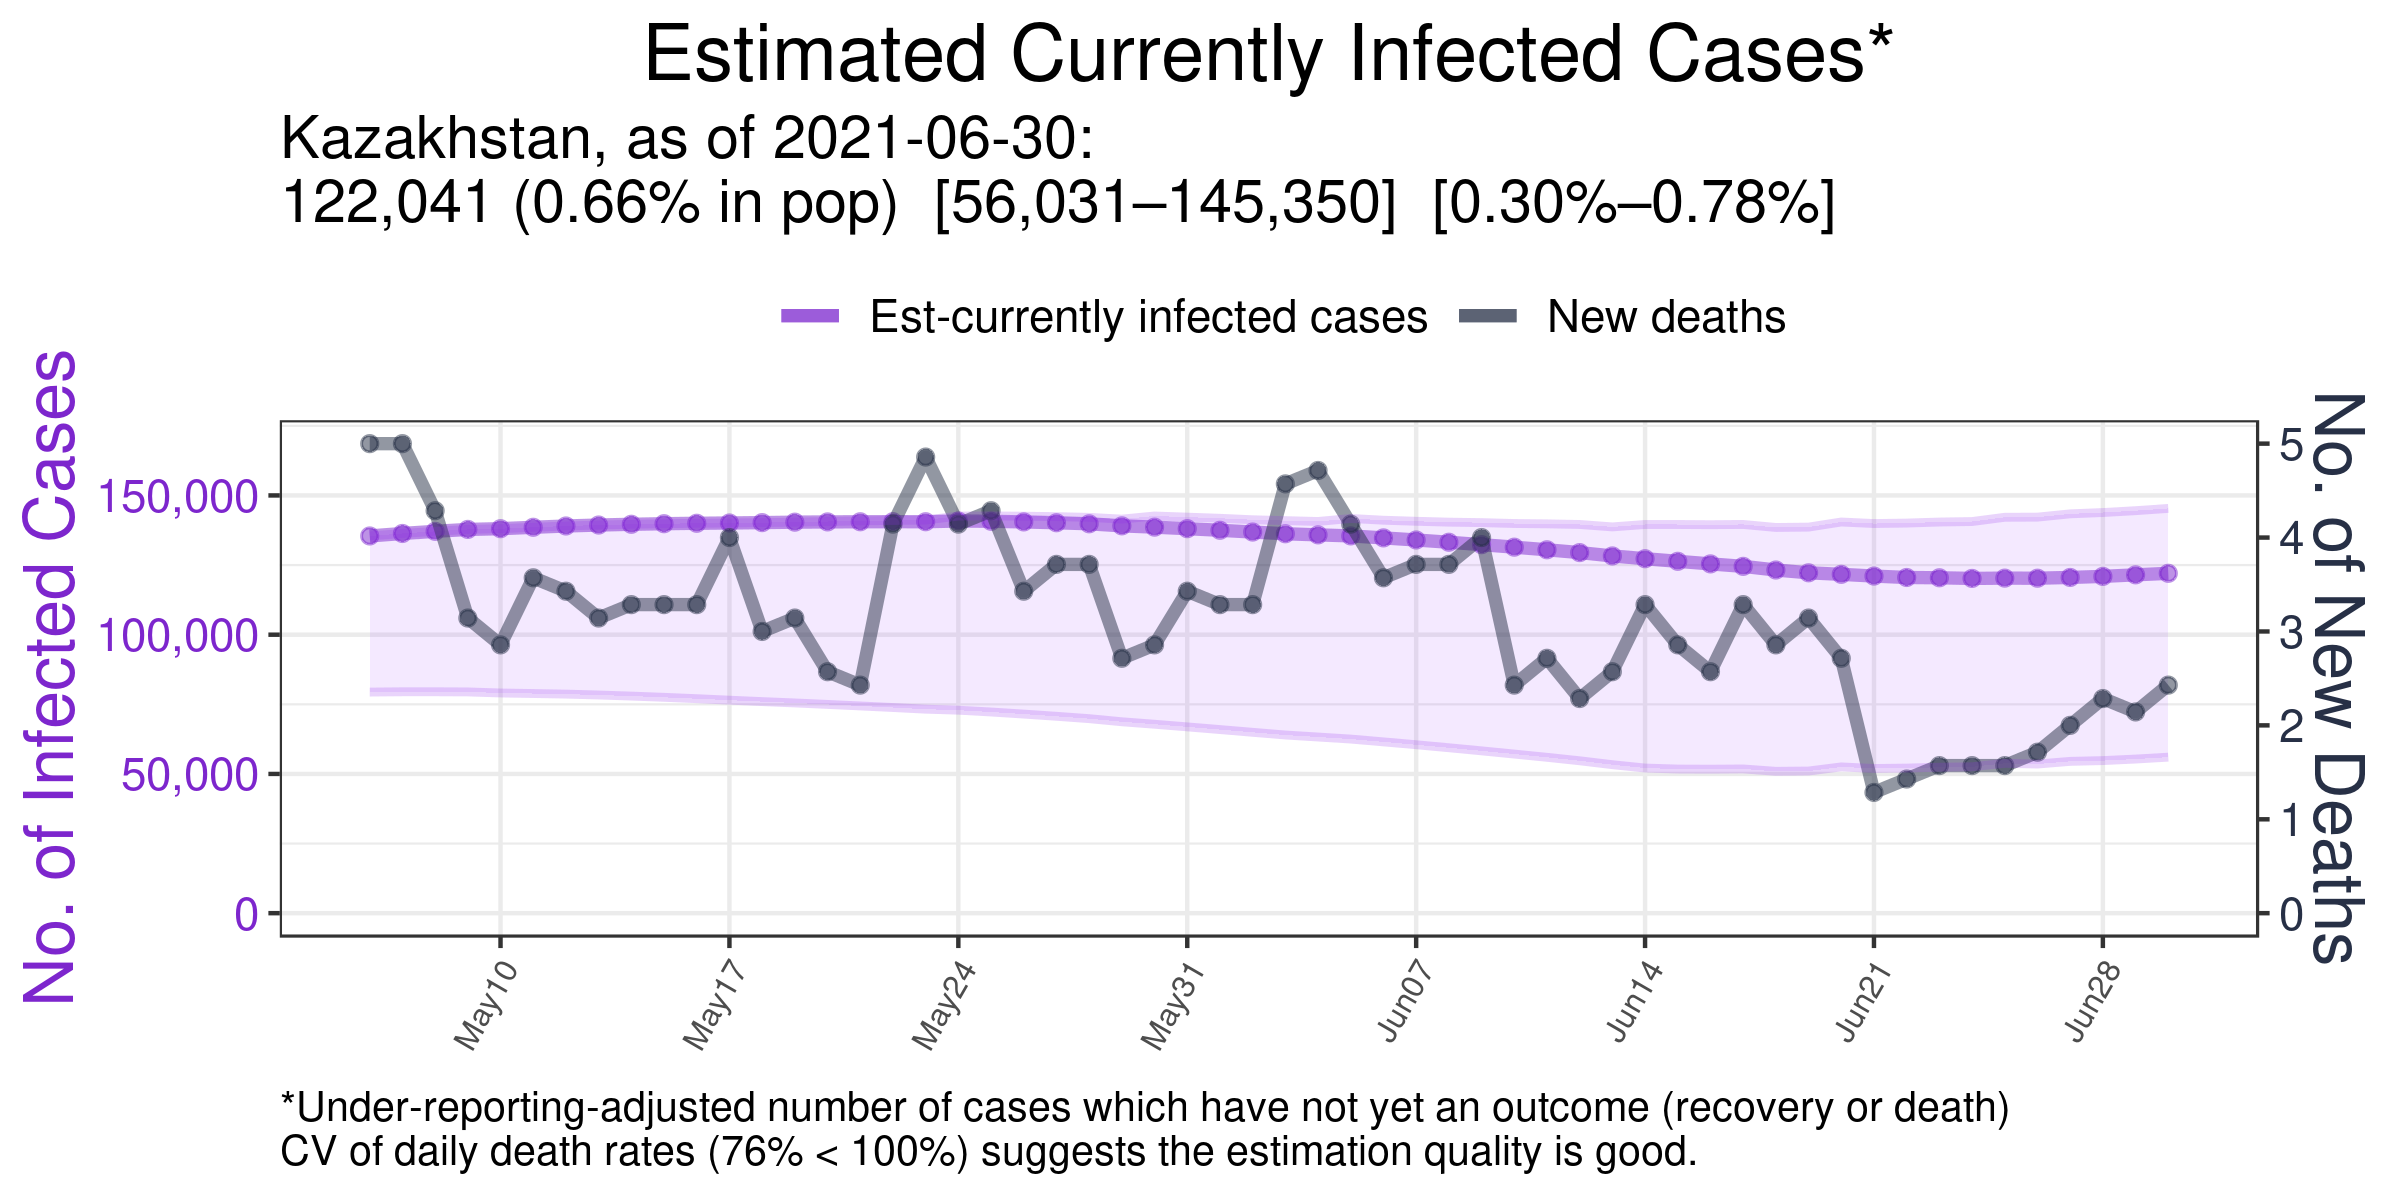 Estimated Currently Infected Cases*
Kazakhstan, as of 2021-06-30:
122,041 (0.66% in pop)  [56,031–145,350]  [0.30%–0.78%]
Est-currently infected cases
New deaths
No. of Infected Cases
150,000
100,000
50,000
0
5
4
3
2
1
0
No. of New Deaths
May10
May17
May24
May31
Jun07
Jun14
Jun21
Jun28
*Under-reporting-adjusted number of cases which have not yet an outcome (recovery or death)
CV of daily death rates (76% < 100%) suggests the estimation quality is good.